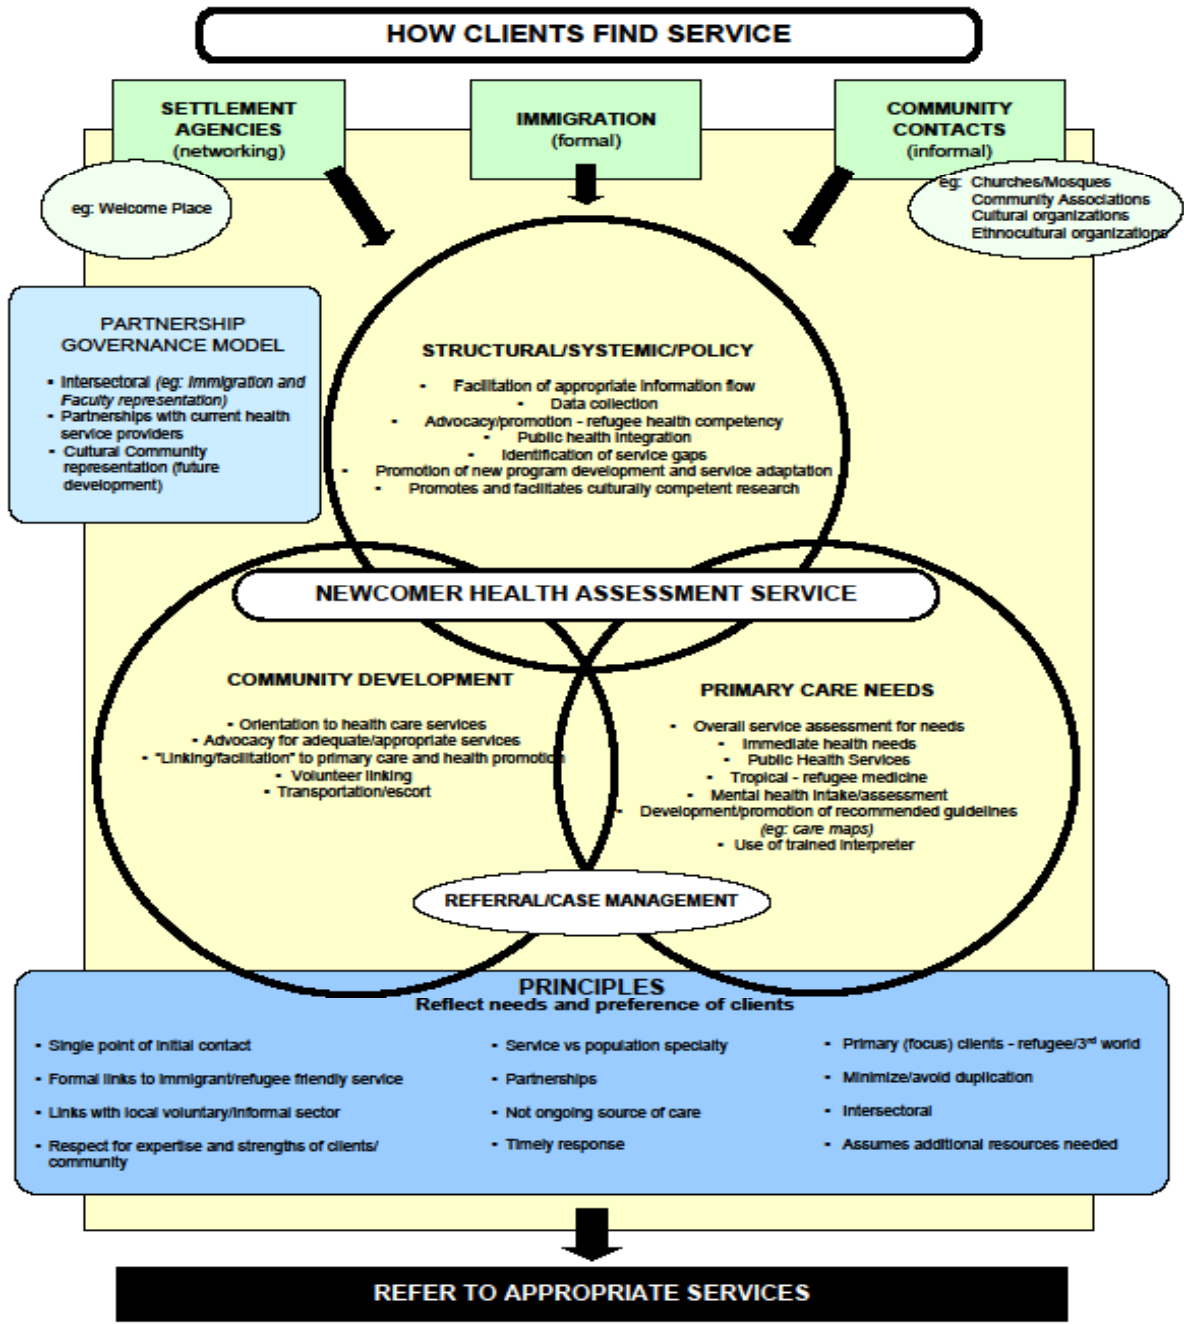 HOW CLIENTS FIND SERVICE
SETTLEMENT
AGENCIES
(networking)
IMMIGRATION
(formal)
COMMUNITY
CONTACTS
(informal)
eg: Welcome Place
eg: Churches/Mosques
Community Associations
Cultural organizations
Ethnocultural organizations
PARTNERSHIP
GOVERNANCE MODEL
▪ Intersectoral (eg: Immigration and
Faculty representation)
▪ Partnerships with current health
service providers
▪ Cultural Community
representation (future
development)
STRUCTURAL/SYSTEMIC/POLICY
▪ Facilitation of appropriate information flow
▪ Data collection
▪ Advocacy/promotion - refugee health competency
▪ Public health integration
▪ Identification of service gaps
▪ Promotion of new program development and service adaptation
▪ Promotes and facilitates culturally competent research
NEWCOMER HEALTH ASSESSMENT SERVICE
COMMUNITY DEVELOPMENT
▪ Orientation to health care services
▪ Advocacy for adequate/appropriate services
▪ "Linking/facilitation" to primary care and health promotion
▪ Volunteer linking
▪ Transportation/escort
PRIMARY CARE NEEDS
▪ Overall service assessment for needs
▪ Immediate health needs
▪ Public Health Services
▪ Tropical - refugee medicine
▪ Mental health intake/assessment
▪ Development/promotion of recommended guidelines
(eg: care maps)
▪ Use of trained interpreter
REFERRAL/CASE MANAGEMENT
PRINCIPLES
Reflect needs and preference of clients
▪ Single point of initial contact
▪ Formal links to immigrant/refugee friendly service
▪ Links with local voluntary/informal sector
▪ Respect for expertise and strengths of clients/
community
▪ Service vs population specialty
▪ Partnerships
▪ Not ongoing source of care
▪ Timely response
▪ Primary (focus) clients - refugee/3rd world
▪ Minimize/avoid duplication
▪ Intersectoral
▪ Assumes additional resources needed
REFER TO APPROPRIATE SERVICES